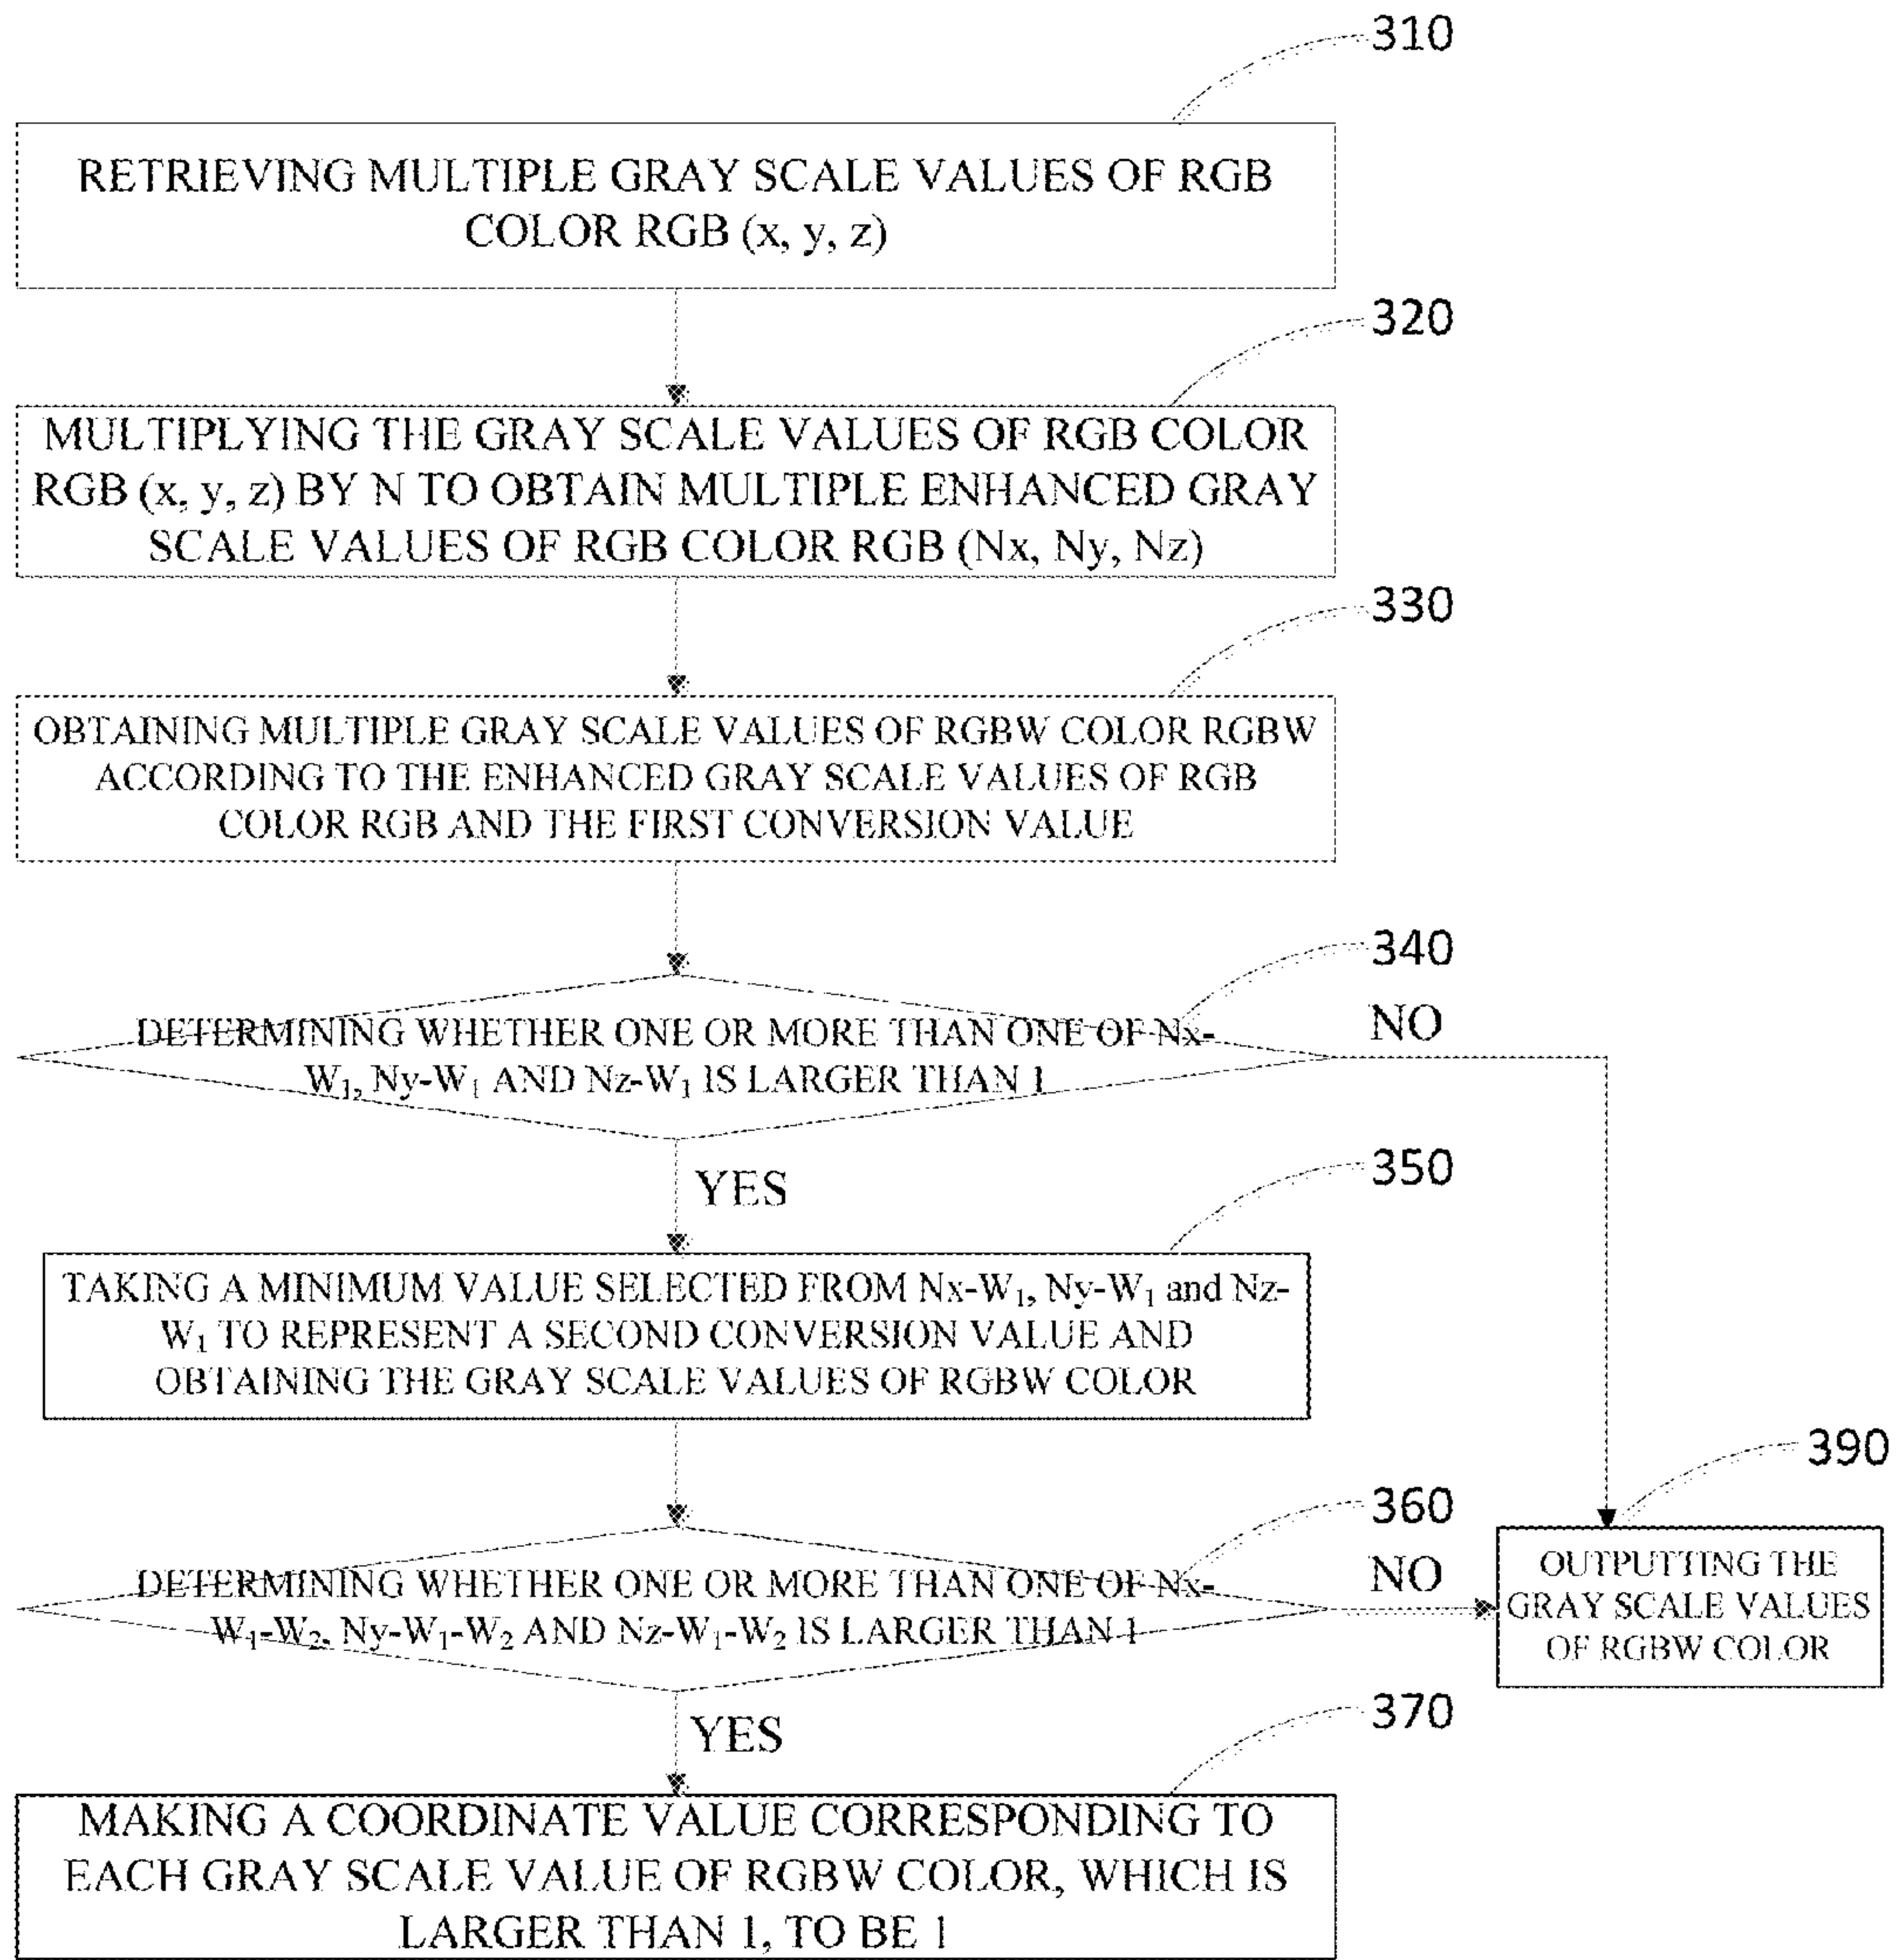 310
RETRIEVING MULTIPLE GRAY SCALE VALUES OF RGB
COLOR RGB (x, y, z)
320
MULTIPLYING THE GRAY SCALE VALUES OF RGB COLOR
RGB (x, y, z) BY N TO OBTAIN MULTIPLE ENHANCED GRAY
SCALE VALUES OF RGB COLOR RGB (Nx, Ny, Nz)
330
OBTAINING MULTIPLE GRAY SCALE VALUES OF RGBW COLOR RGBW
ACCORDING TO THE ENHANCED GRAY SCALE VALUES OF RGB
COLOR RGB AND THE FIRST CONVERSION VALUE
340
DETERMINING WHETHER ONE OR MORE THAN ONE OF Nx-
W₁, Ny-W₁ AND Nz-W₁ IS LARGER THAN 1
NO
YES
350
TAKING A MINIMUM VALUE SELECTED FROM Nx-W₁, Ny-W₁ and Nz-
W₁ TO REPRESENT A SECOND CONVERSION VALUE AND
OBTAINING THE GRAY SCALE VALUES OF RGBW COLOR
360
DETERMINING WHETHER ONE OR MORE THAN ONE OF Nx-
W₁-W₂, Ny-W₁-W₂ AND Nz-W₁-W₂ IS LARGER THAN 1
NO
390
OUTPUTTING THE
GRAY SCALE VALUES
OF RGBW COLOR
YES
370
MAKING A COORDINATE VALUE CORRESPONDING TO
EACH GRAY SCALE VALUE OF RGBW COLOR, WHICH IS
LARGER THAN 1, TO BE 1